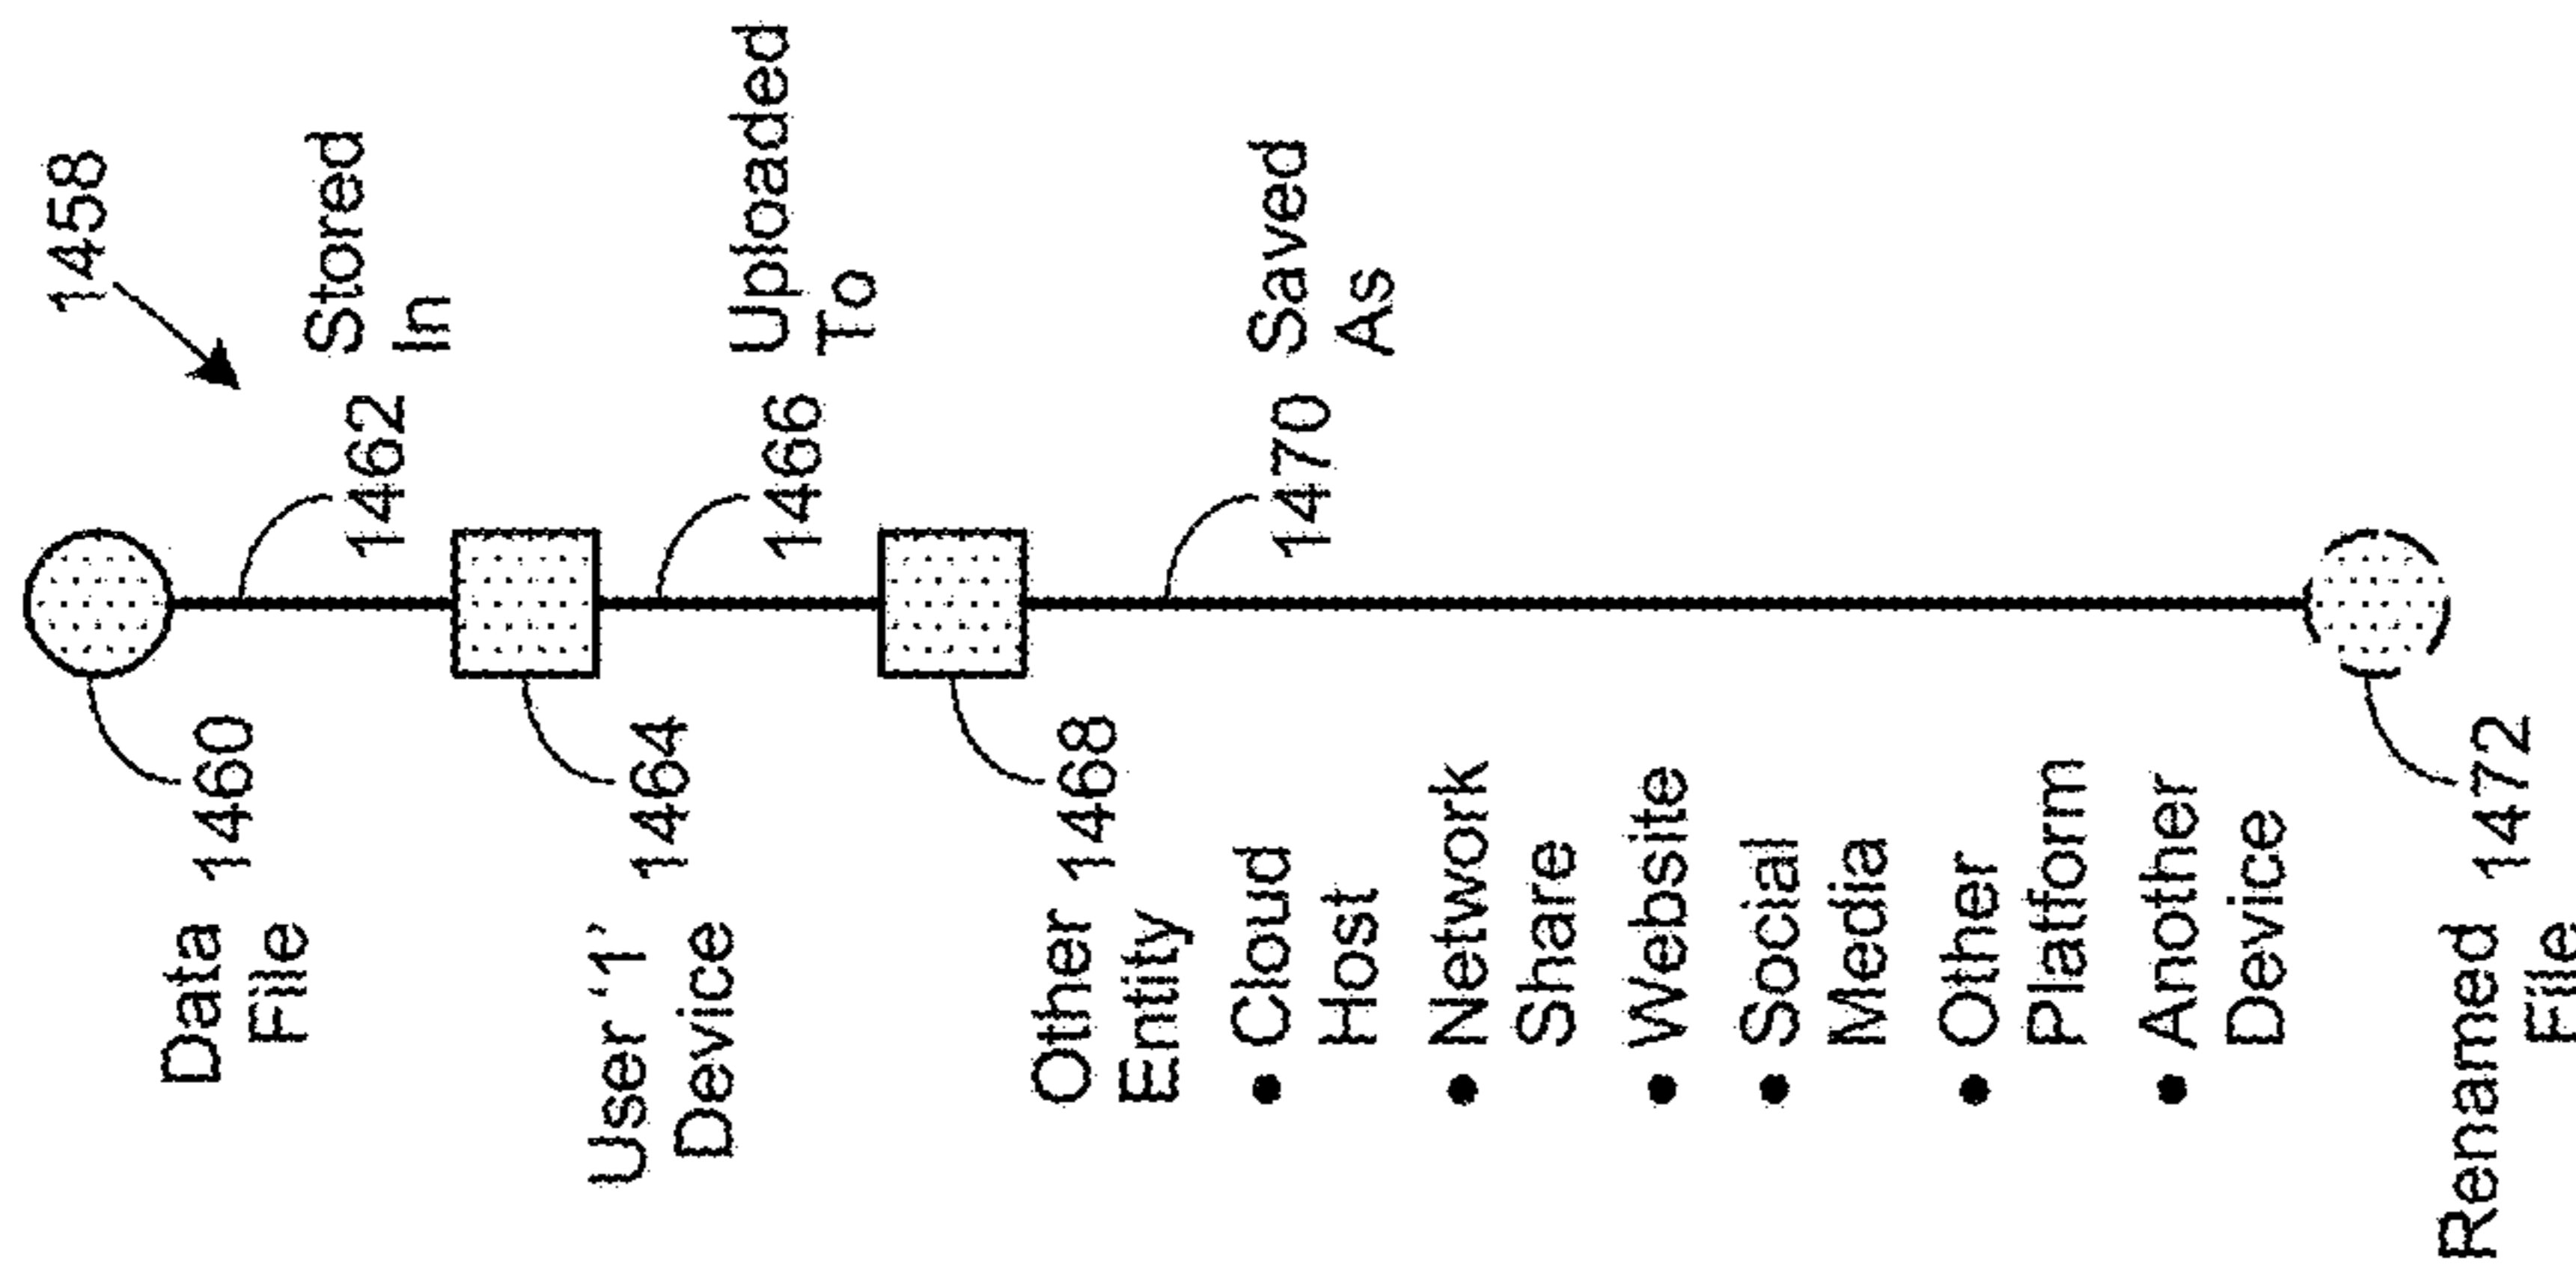 1458
Data
File
1460
1462
Stored
In
User '1'
Device
1464
1466
Uploaded
To
Other
Entity
1468
• Cloud
Host
1470
Saved
As
• Network
Share
• Website
• Social
Media
• Other
Platform
• Another
Device
Renamed
File
1472